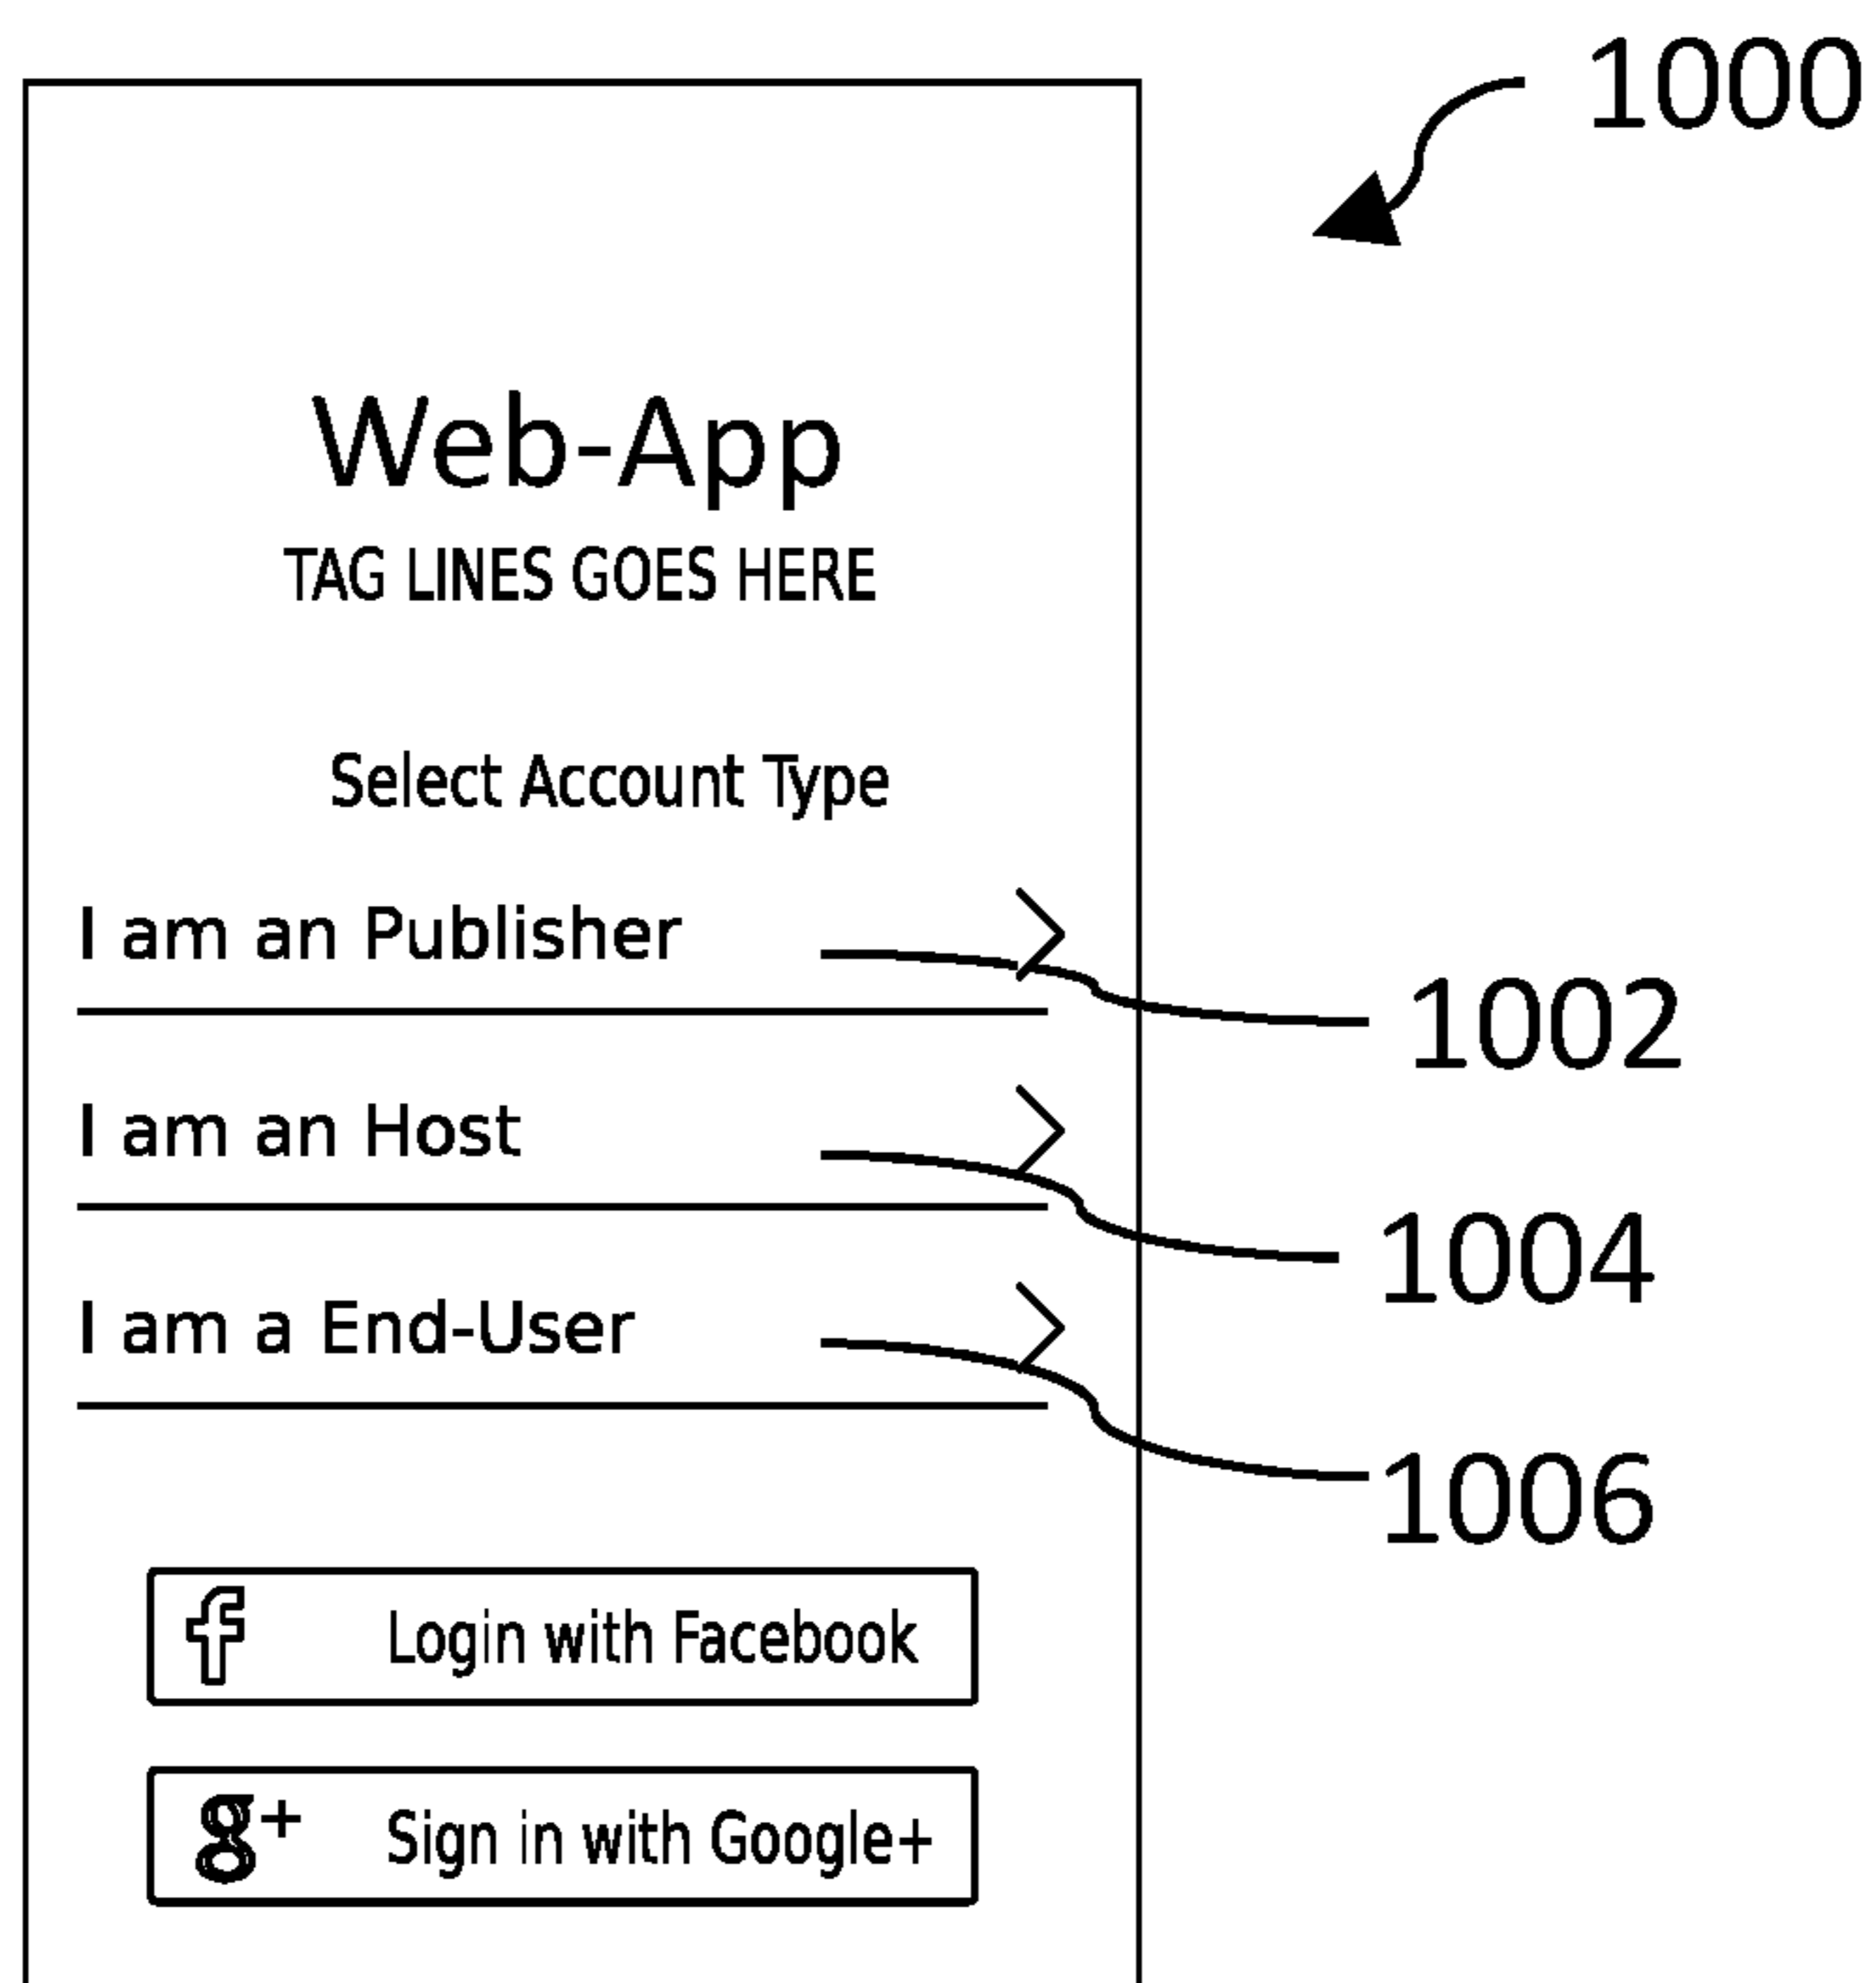 1000
Web-App
TAG LINES GOES HERE
Select Account Type
I am an Publisher
1002
I am an Host
1004
I am a End-User
1006
f Login with Facebook
g+ Sign in with Google+